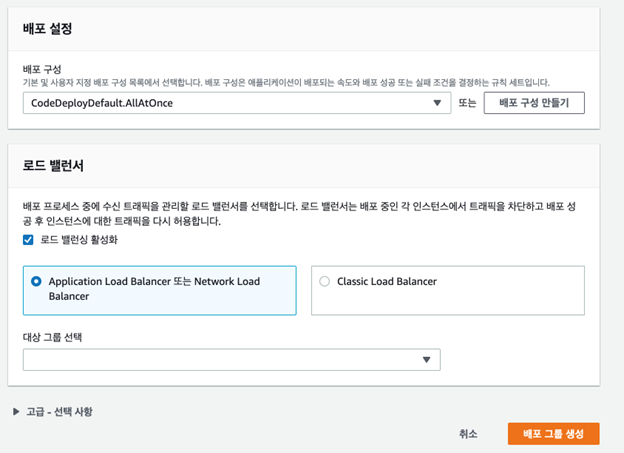 배포 설정
배포 구성
기본 및 사용자 지정 배포 구성 목록에서 선택합니다. 배포 구성은 애플리케이션이 배포되는 속도와 배포 성공 또는 실패 조건을 결정하는 규칙 세트입니다.
CodeDeployDefault.AllAtOnce 또는 배포 구성 만들기
로드 밸런서
배포 프로세스 중에 수신 트래픽을 관리할 로드 밸런서를 선택합니다. 로드 밸런서는 배포 중인 각 인스턴스에서 트래픽을 차단하고 배포 성
공 후 인스턴스에 대한 트래픽을 다시 허용합니다.
로드 밸런싱 활성화
Application Load Balancer 또는 Network Load
Balancer
Classic Load Balancer
대상 그룹 선택
고급 - 선택 사항
취소 배포 그룹 생성